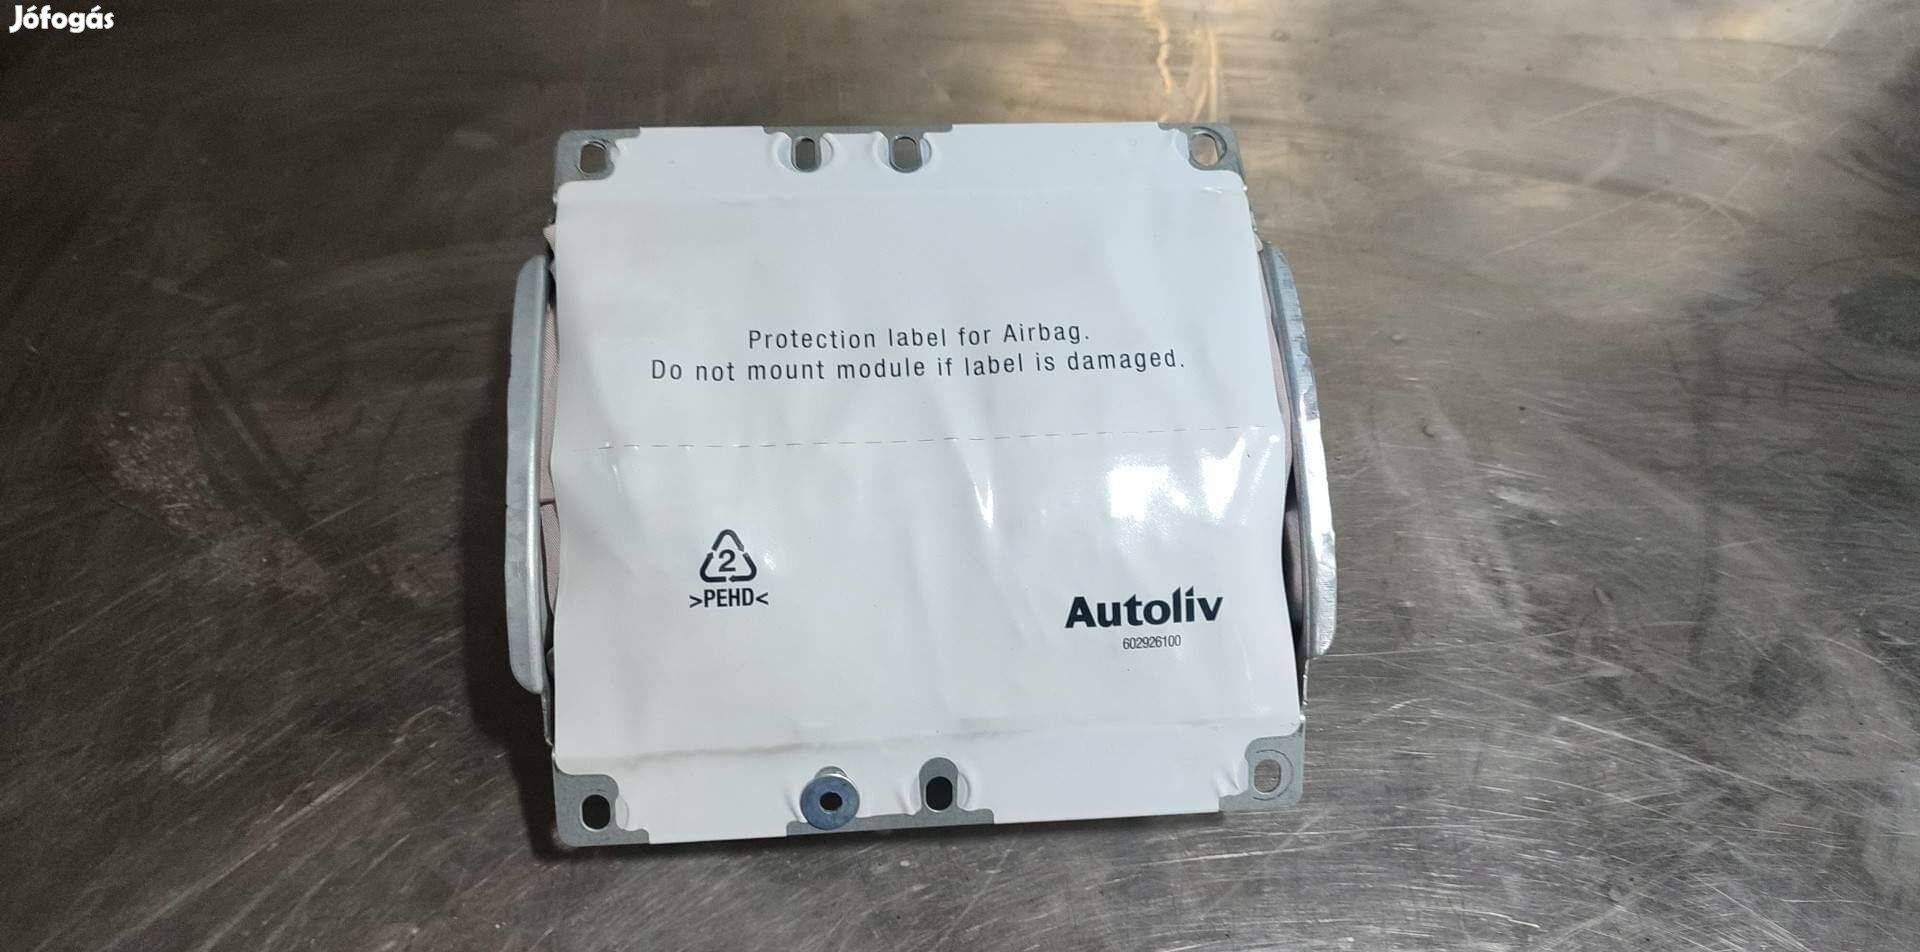 Jófogás
Protection label for Airbag.
Do not mount module if label is damaged.
2
>PEHD<
Autoliv
602926100